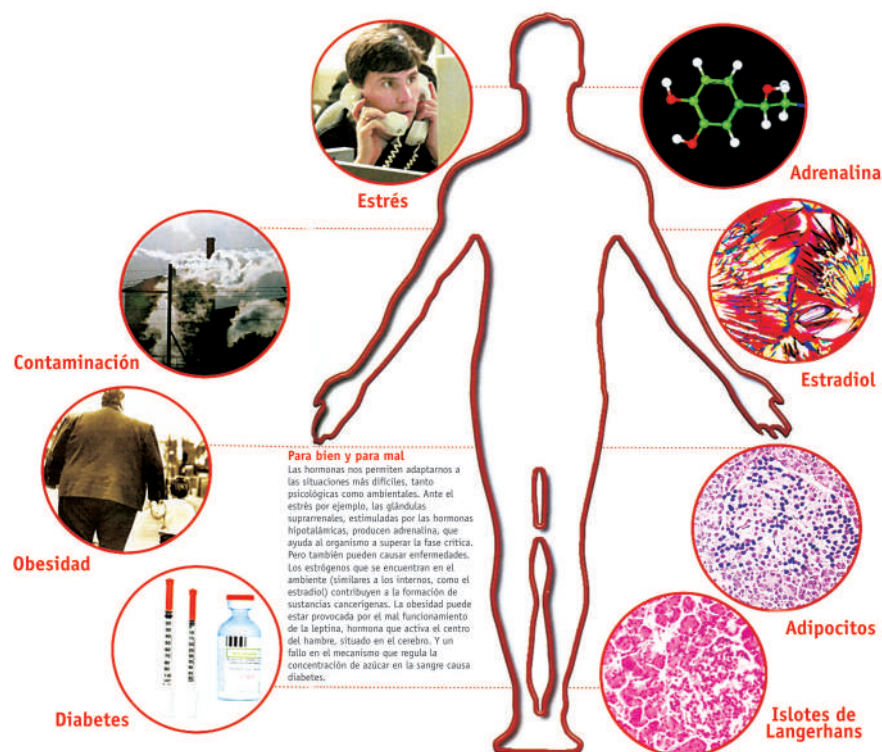 Estrés
Adrenalina
Contaminación
Estradiol
Obesidad
Para bien y para mal
Las hormonas nos permiten adaptarnos a
las situaciones más difíciles, tanto
psicológicas como ambientales. Ante el
estrés por ejemplo, las glándulas
suprarrenales, estimuladas por las hormonas
hipotalámicas, producen adrenalina, que
ayuda al organismo a superar la fase crítica.
Pero también pueden causar enfermedades.
Los estrógenos que se encuentran en el
ambiente (similares a los internos, como el
estradiol) contribuyen a la formación de
sustancias cancerígenas. La obesidad puede
estar provocada por el mal funcionamiento
de la leptina, hormona que activa el centro
del hambre, situado en el cerebro. Y un
fallo en el mecanismo que regula la
concentración de azúcar en la sangre causa
diabetes.
Adipocitos
Diabetes
Islotes de
Langerhans